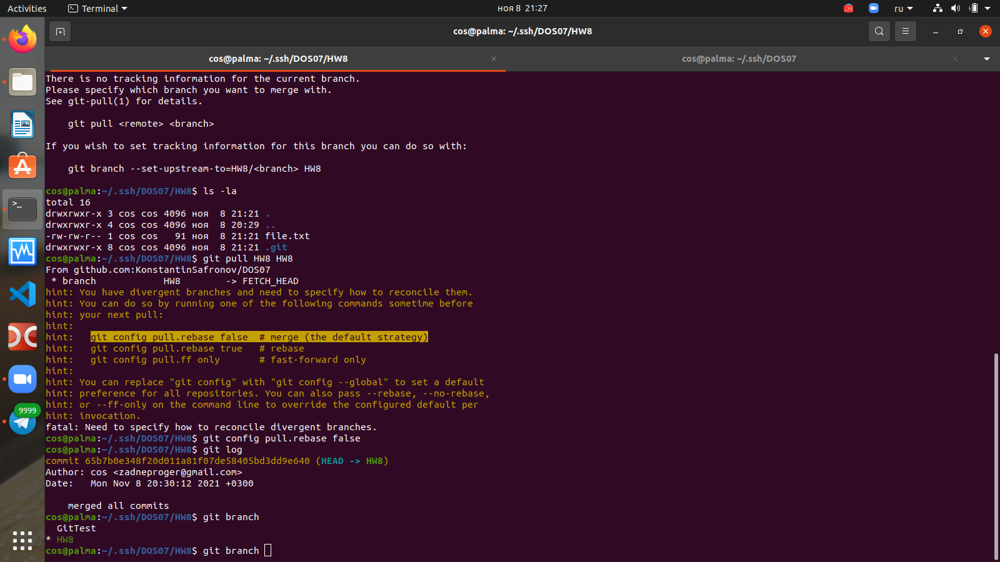 Activities
Terminal
ноя 8 21:27
71
ru
cos@palma: ~/.ssh/DOS07/HW8
cos@palma: ~/.ssh/DOS07/HW8
cos@palma: ~/.ssh/DOS07
There is no tracking information for the current branch.
Please specify which branch you want to merge with.
See git-pull(1) for details.
git pull <remote> <branch>
If you wish to set tracking information for this branch you can do so with:
git branch --set-upstream-to=HW8/<branch> HW8
cos@palma:~/.ssh/DOS07/HW8$ ls -la
total 16
drwxrwxr-x 3 cos cos 4096 ноя  8 21:21 .
drwxrwxr-x 4 cos cos 4096 ноя  8 20:29 ..
-rw-rw-r-- 1 cos cos   91 ноя  8 21:21 file.txt
drwxrwxr-x 8 cos cos 4096 ноя  8 21:21 .git
cos@palma:~/.ssh/DOS07/HW8$ git pull HW8 HW8
From github.com:KonstantinSafronov/DOS07
 * branch            HW8        -> FETCH_HEAD
hint: You have divergent branches and need to specify how to reconcile them.
hint: You can do so by running one of the following commands sometime before
hint: your next pull:
hint:
hint:   git config pull.rebase false  # merge (the default strategy)
hint:   git config pull.rebase true   # rebase
hint:   git config pull.ff only       # fast-forward only
hint:
hint: You can replace "git config" with "git config --global" to set a default
hint: preference for all repositories. You can also pass --rebase, --no-rebase,
hint: or --ff-only on the command line to override the configured default per
hint: invocation.
fatal: Need to specify how to reconcile divergent branches.
cos@palma:~/.ssh/DOS07/HW8$ git config pull.rebase false
cos@palma:~/.ssh/DOS07/HW8$ git log
commit 65b7b0e348f20d011a81f07de58405bd3dd9e640 (HEAD -> HW8)
Author: cos <zadneproger@gmail.com>
Date:   Mon Nov 8 20:30:12 2021 +0300
merged all commits
cos@palma:~/.ssh/DOS07/HW8$ git branch
  GitTest
* HW8
cos@palma:~/.ssh/DOS07/HW8$ git branch
>_
9999